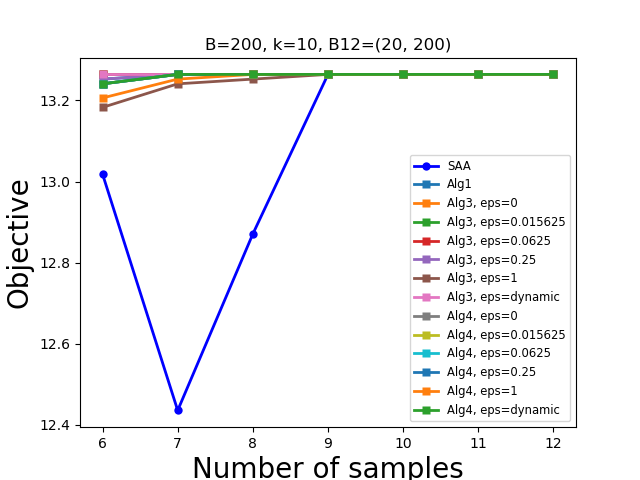 B=200, k=10, B12=(20, 200)
Objective
13.2
13.0
12.8
12.6
12.4
SAA
Alg1
Alg3, eps=0
Alg3, eps=0.015625
Alg3, eps=0.0625
Alg3, eps=0.25
Alg3, eps=1
Alg3, eps=dynamic
Alg4, eps=0
Alg4, eps=0.015625
Alg4, eps=0.0625
Alg4, eps=0.25
Alg4, eps=1
Alg4, eps=dynamic
6 7 8 9 10 11 12
Number of samples